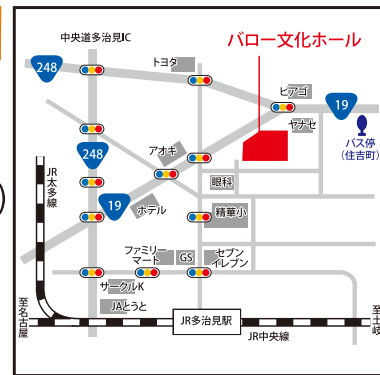 中央道多治見IC
トヨタ
バロー文化ホール
248
ピアゴ
19
ヤナセ
バス停
(住吉町)
アオキ
248
JR
太多線
眼科
19
ホテル
精華小
ファミリー
マート
GS
セブン
イレブン
サークルK
JAとうと
至名古屋
JR多治見駅
JR中央線
至土岐